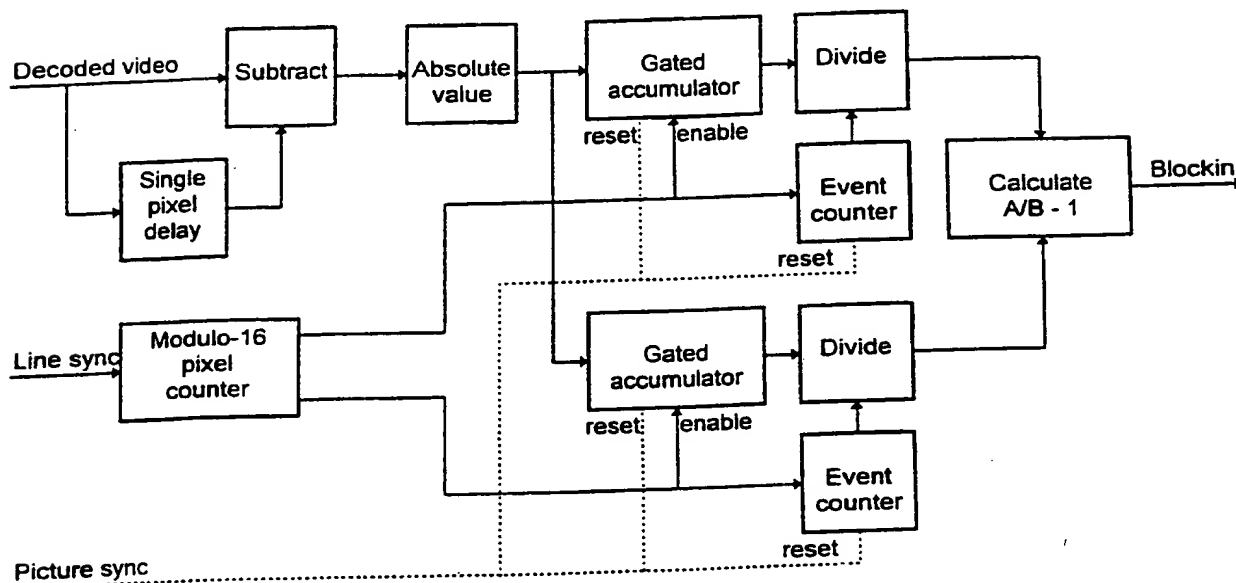 Decoded video
Subtract
Absolute
value
Gated
accumulator
Divide
reset
enable
Single
pixel
delay
Event
counter
reset
Calculate
A/B - 1
Blockin
Line sync
Modulo-16
pixel
counter
Gated
accumulator
Divide
reset
enable
Event
counter
reset
Picture sync